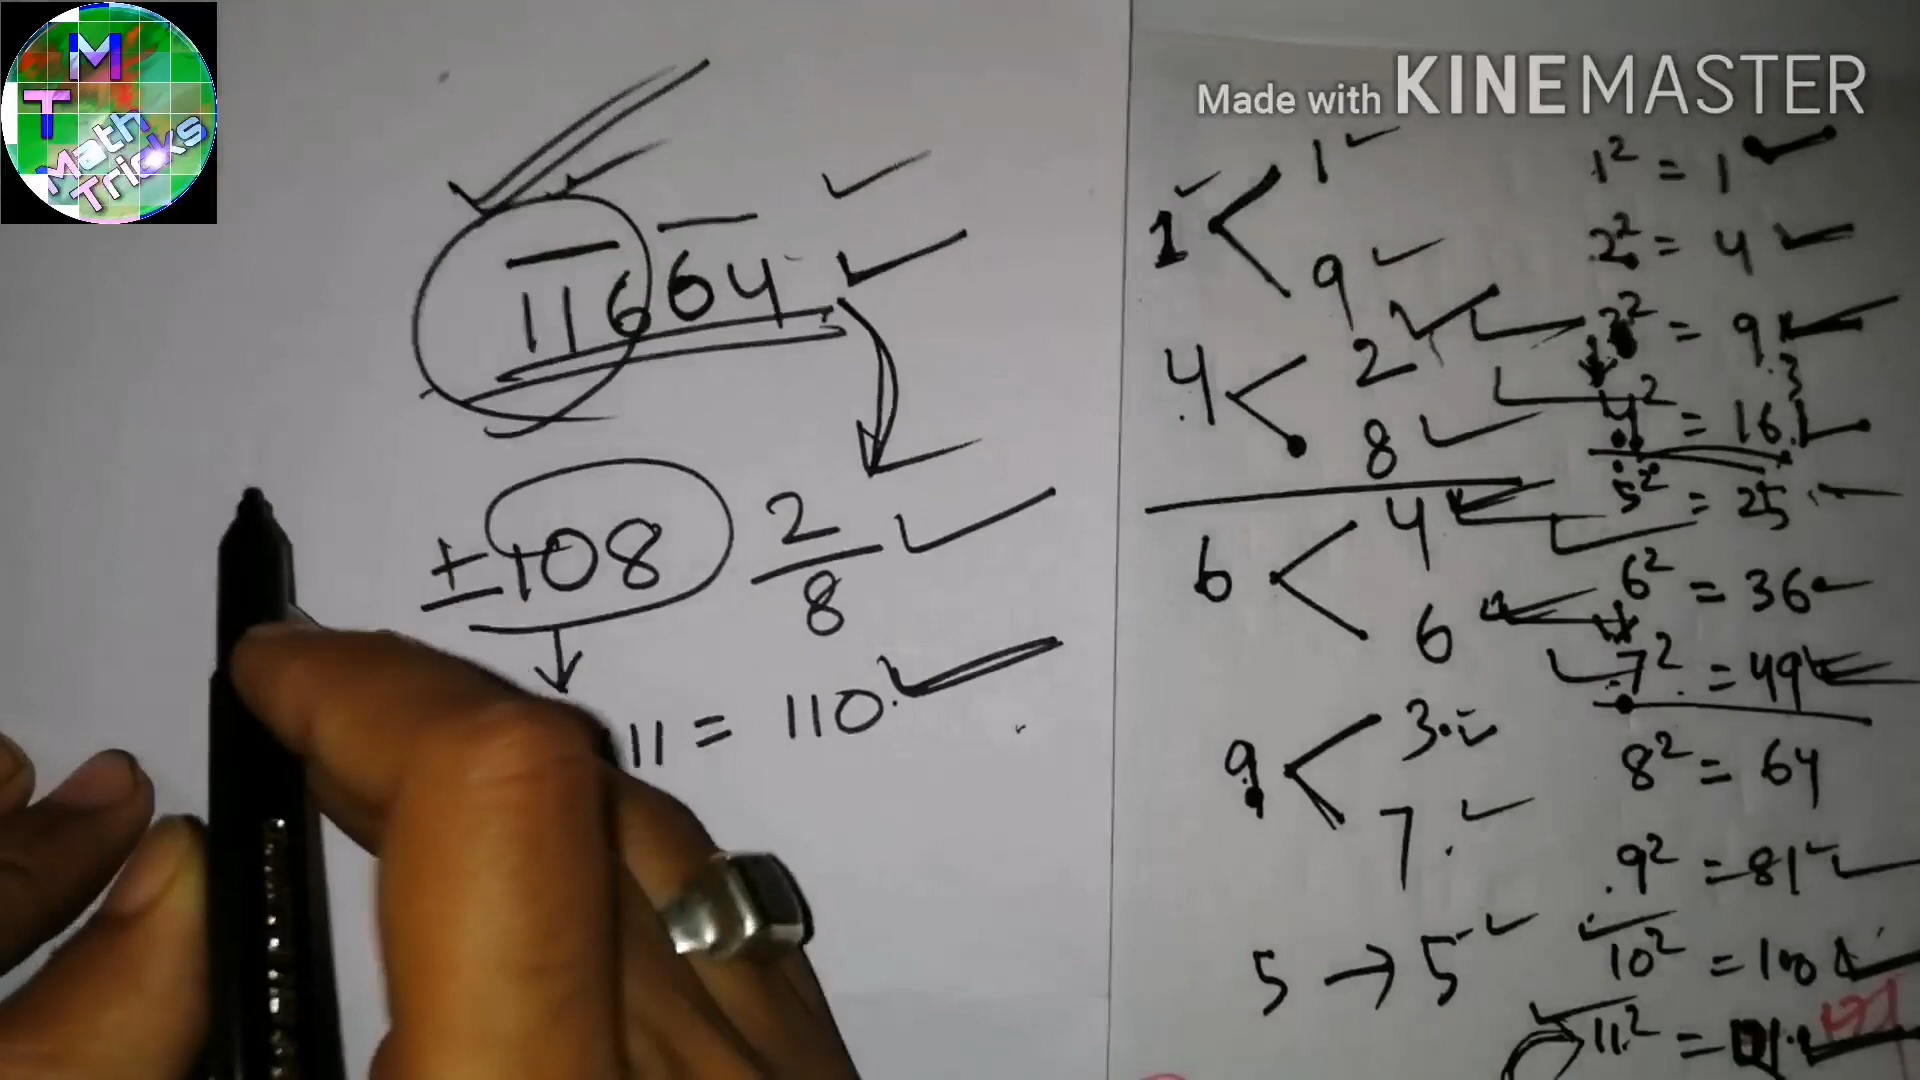 M
T
Math
Tricks
Made with KINEMASTER
11664
±108 2/8
11 = 110
1 < 1
9
4 < 2
8
6 < 4
6
9 < 3
7
5 → 5
1² = 1
2² = 4
3² = 9
4² = 16
5² = 25
6² = 36
7² = 49
8² = 64
9² = 81
10² = 100
11² =